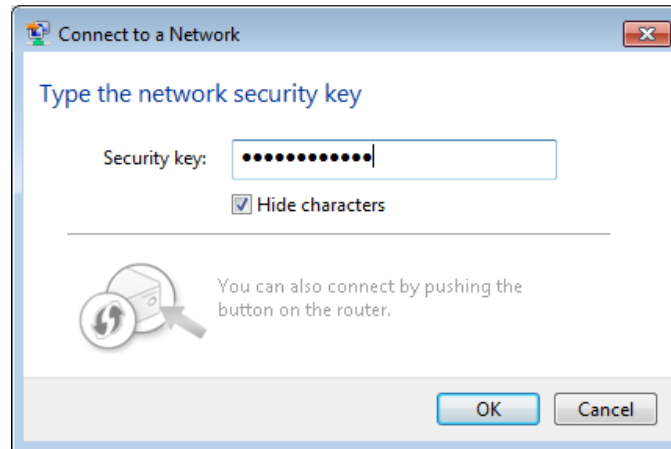 Connect to a Network
Type the network security key
Security key: ●●●●●●●●●●●●
Hide characters
You can also connect by pushing the
button on the router.
OK Cancel